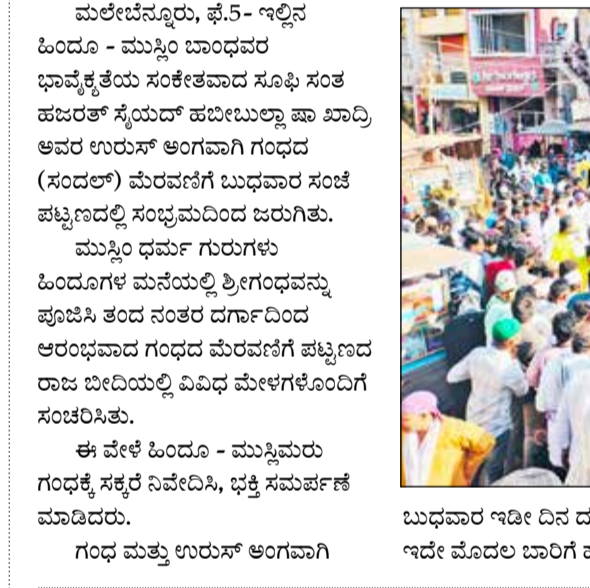 ಮಲೇಬೆನ್ನೂರು, ಫೆ.5- ಇಲ್ಲಿನ
ಹಿಂದೂ - ಮುಸ್ಲಿಂ ಬಾಂಧವರ
ಭಾವೈಕ್ಯತೆಯ ಸಂಕೇತವಾದ ಸೂಫಿ ಸಂತ
ಹಜರತ್ ಸೈಯದ್ ಹಬೀಬುಲ್ಲಾ ಷಾ ಖಾದ್ರಿ
ಅವರ ಉರುಸ್ ಅಂಗವಾಗಿ ಗಂಧದ
(ಸಂದಲ್) ಮೆರವಣಿಗೆ ಬುಧವಾರ ಸಂಜೆ
ಪಟ್ಟಣದಲ್ಲಿ ಸಂಭ್ರಮದಿಂದ ಜರುಗಿತು.
ಮುಸ್ಲಿಂ ಧರ್ಮ ಗುರುಗಳು
ಹಿಂದೂಗಳ ಮನೆಯಲ್ಲಿ ಶ್ರೀಗಂಧವನ್ನು
ಪೂಜಿಸಿ ತಂದ ನಂತರ ದರ್ಗಾದಿಂದ
ಆರಂಭವಾದ ಗಂಧದ ಮೆರವಣಿಗೆ ಪಟ್ಟಣದ
ರಾಜ ಬೀದಿಯಲ್ಲಿ ವಿವಿಧ ಮೇಳಗಳೊಂದಿಗೆ
ಸಂಚರಿಸಿತು.
ಈ ವೇಳೆ ಹಿಂದೂ - ಮುಸ್ಲಿಮರು
ಗಂಧಕ್ಕೆ ಸಕ್ಕರೆ ನಿವೇದಿಸಿ, ಭಕ್ತಿ ಸಮರ್ಪಣೆ
ಮಾಡಿದರು.
ಗಂಧ ಮತ್ತು ಉರುಸ್ ಅಂಗವಾಗಿ
ಬುಧವಾರ ಇಡೀ ದಿನ
ಇದೇ ಮೊದಲ ಬಾರಿಗೆ